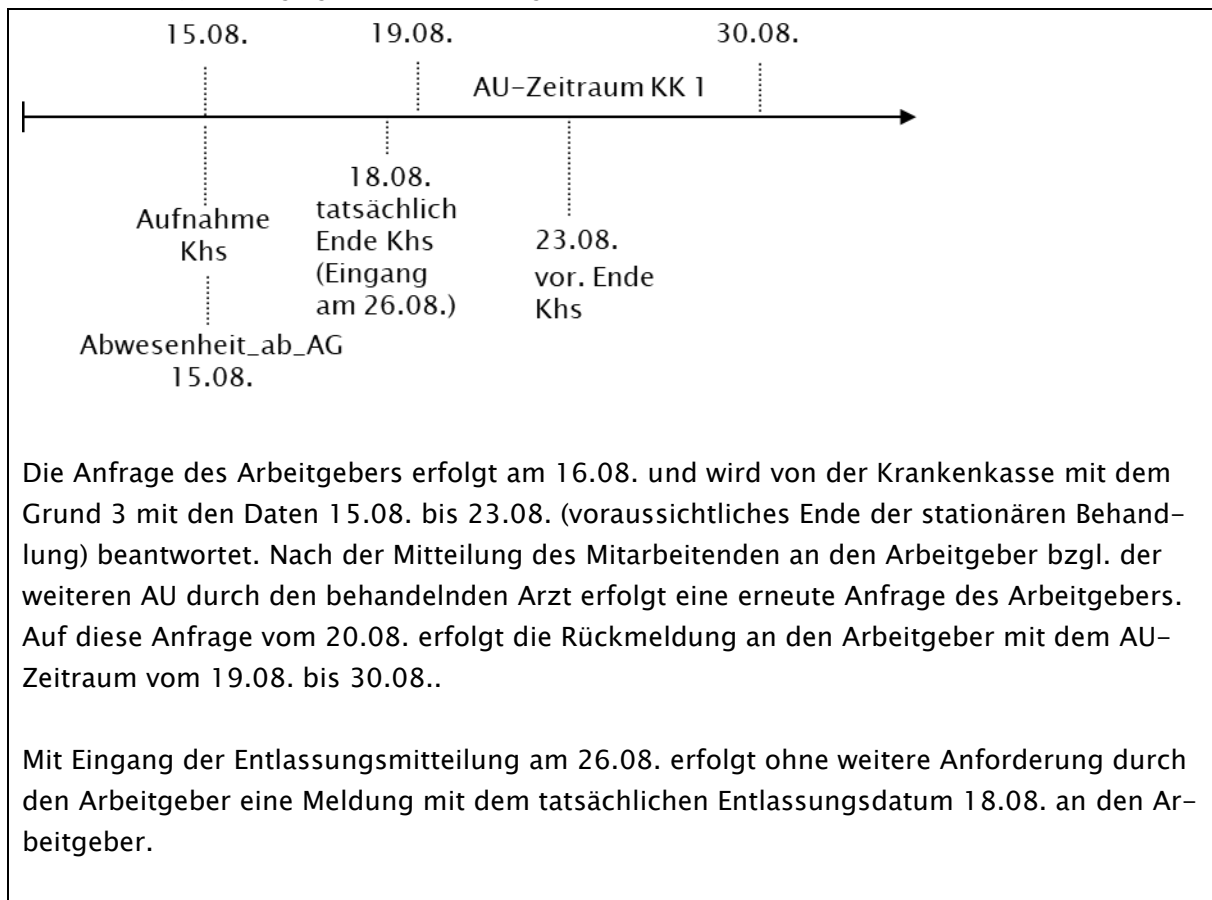 15.08. 19.08. 30.08.
AU-Zeitraum KK 1
Aufnahme
Khs
18.08.
tatsächlich
Ende Khs
(Eingang
am 26.08.)
23.08.
vor. Ende
Khs
Abwesenheit_ab_AG
15.08.
Die Anfrage des Arbeitgebers erfolgt am 16.08. und wird von der Krankenkasse mit dem
Grund 3 mit den Daten 15.08. bis 23.08. (voraussichtliches Ende der stationären Behand-
lung) beantwortet. Nach der Mitteilung des Mitarbeitenden an den Arbeitgeber bzgl. der
weiteren AU durch den behandelnden Arzt erfolgt eine erneute Anfrage des Arbeitgebers.
Auf diese Anfrage vom 20.08. erfolgt die Rückmeldung an den Arbeitgeber mit dem AU-
Zeitraum vom 19.08. bis 30.08..
Mit Eingang der Entlassungsmitteilung am 26.08. erfolgt ohne weitere Anforderung durch
den Arbeitgeber eine Meldung mit dem tatsächlichen Entlassungsdatum 18.08. an den Ar-
beitgeber.